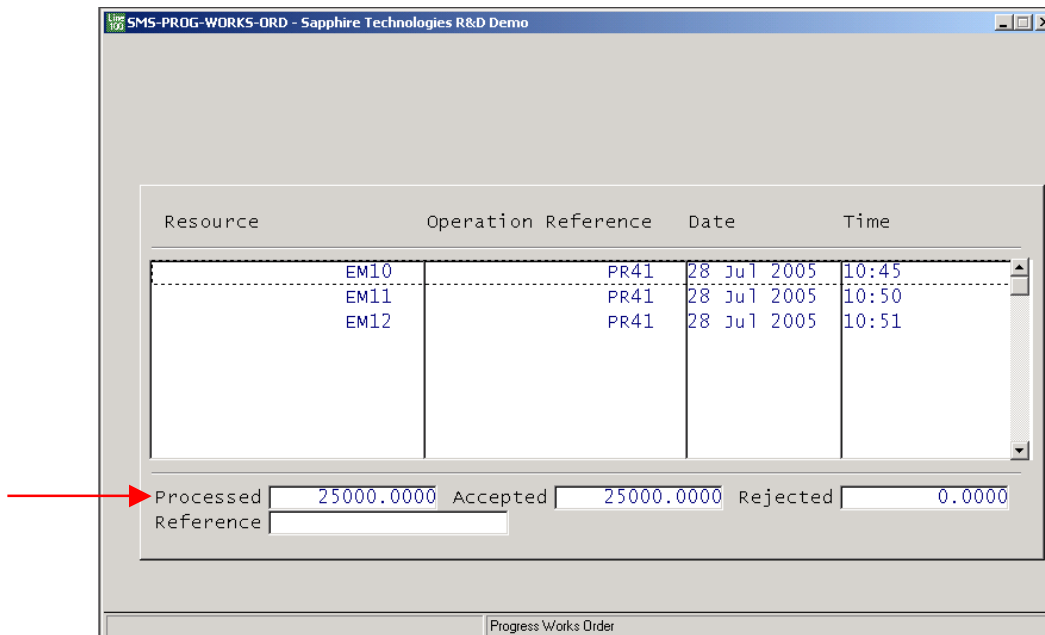 Line 100 SMS-PROG-WORKS-ORD - Sapphire Technologies R&D Demo
Resource Operation Reference Date Time
EM10 PR41 28 Jul 2005 10:45
EM11 PR41 28 Jul 2005 10:50
EM12 PR41 28 Jul 2005 10:51
Processed 25000.0000 Accepted 25000.0000 Rejected 0.0000
Reference
Progress Works Order